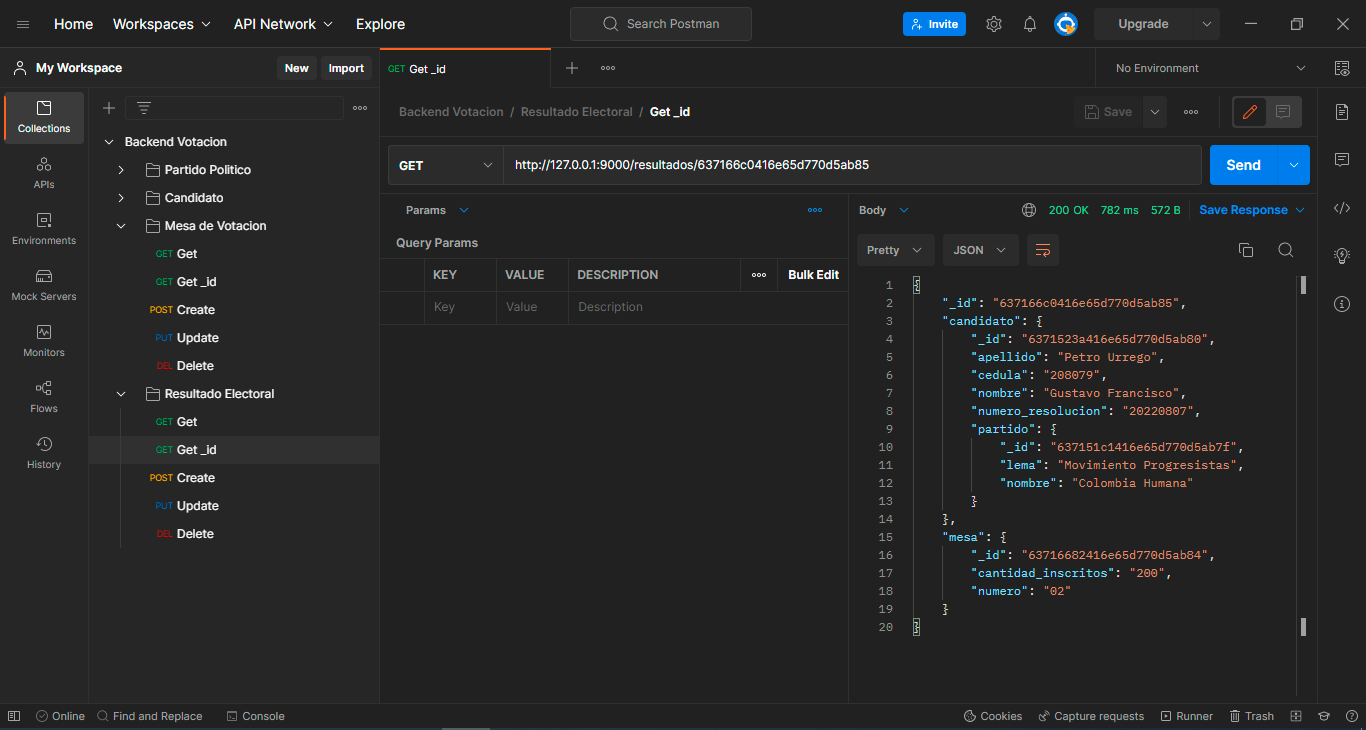 Home Workspaces API Network Explore Search Postman Invite Upgrade
My Workspace New Import GET Get _id No Environment
Collections
APIs
Environments
Mock Servers
Monitors
Flows
History
Backend Votacion
Partido Politico
Candidato
Mesa de Votacion
GET Get
GET Get _id
POST Create
PUT Update
DEL Delete
Resultado Electoral
GET Get
GET Get _id
POST Create
PUT Update
DEL Delete
Backend Votacion / Resultado Electoral / Get _id Save
GET http://127.0.0.1:9000/resultados/637166c0416e65d770d5ab85 Send
Params
Query Params
KEY VALUE DESCRIPTION Bulk Edit
Key Value Description
Body 200 OK 782 ms 572 B Save Response
Pretty JSON
1 {
2 "_id": "637166c0416e65d770d5ab85",
3 "candidato": {
4 "_id": "6371523a416e65d770d5ab80",
5 "apellido": "Petro Urrego",
6 "cedula": "208079",
7 "nombre": "Gustavo Francisco",
8 "numero_resolucion": "20220807",
9 "partido": {
10 "_id": "637151c1416e65d770d5ab7f",
11 "lema": "Movimiento Progresistas",
12 "nombre": "Colombia Humana"
13 }
14 },
15 "mesa": {
16 "_id": "63716682416e65d770d5ab84",
17 "cantidad_inscritos": "200",
18 "numero": "02"
19 }
20 }
Online Find and Replace Console Cookies Capture requests Runner Trash